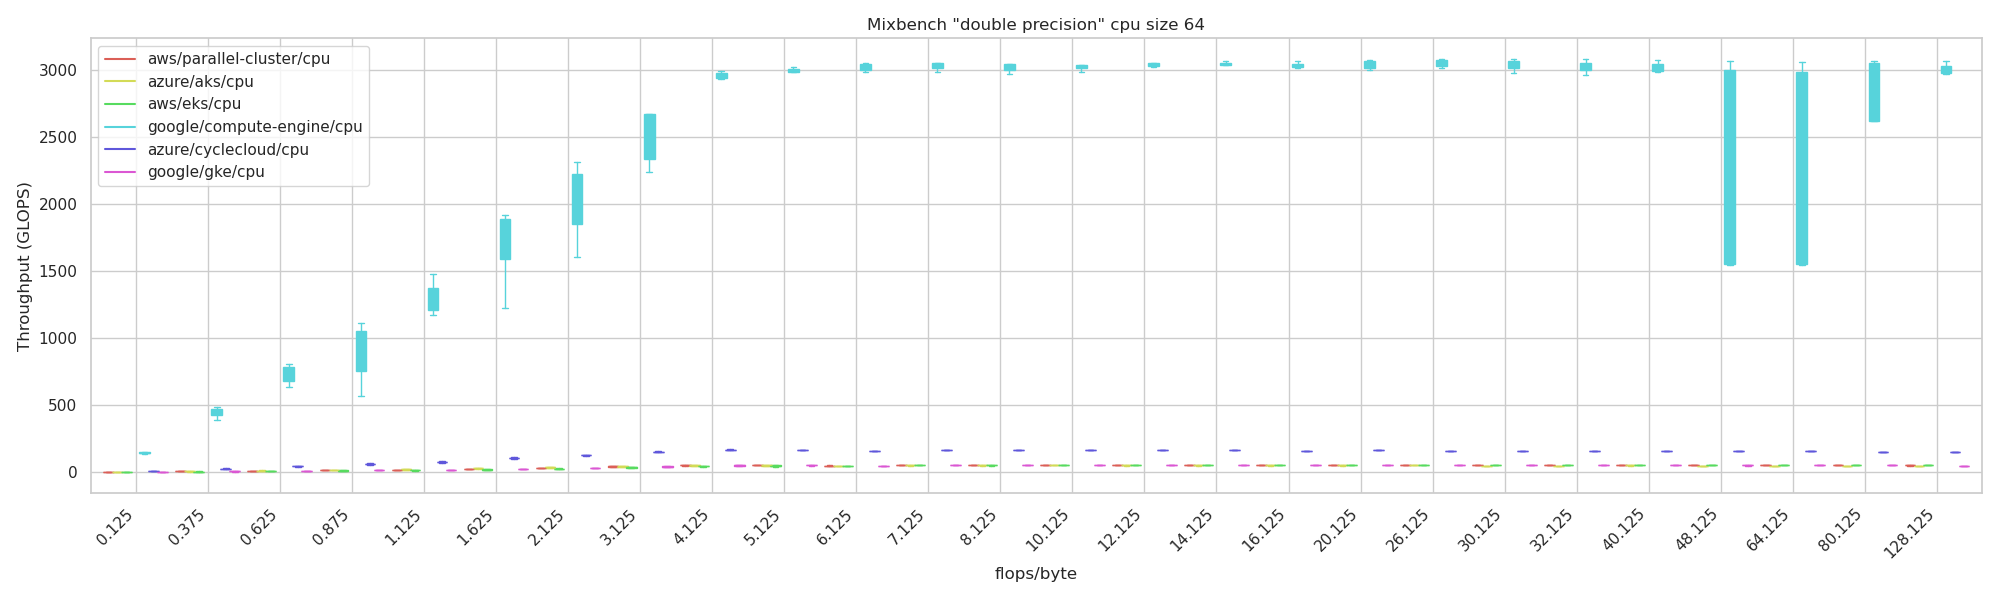 Mixbench "double precision" cpu size 64
aws/parallel-cluster/cpu
azure/aks/cpu
aws/eks/cpu
google/compute-engine/cpu
azure/cyclecloud/cpu
google/gke/cpu
Throughput (GLOPS)
3000
2500
2000
1500
1000
500
0
0.125 0.375 0.625 0.875 1.125 1.625 2.125 3.125 4.125 5.125 6.125 7.125 8.125 10.125 12.125 14.125 16.125 20.125 26.125 30.125 32.125 40.125 48.125 64.125 80.125 128.125
flops/byte